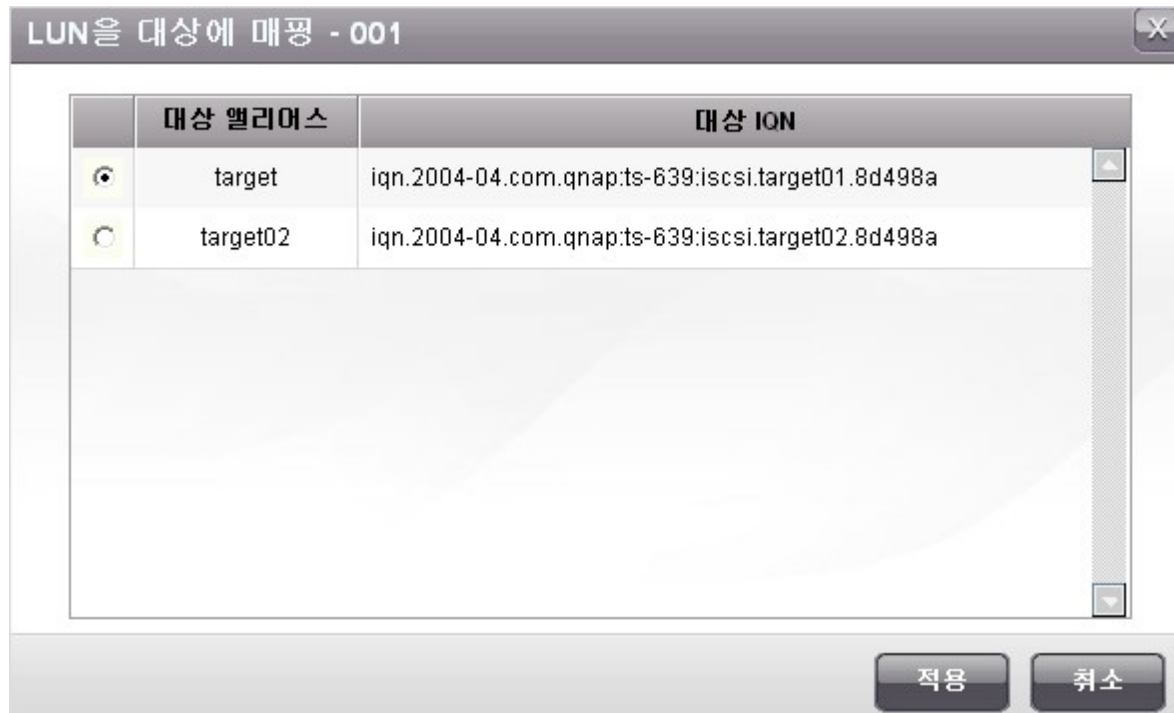 LUN을 대상에 매핑 - 001
대상 앨리어스 대상 IQN
target iqn.2004-04.com.qnap:ts-639:iscsi.target01.8d498a
target02 iqn.2004-04.com.qnap:ts-639:iscsi.target02.8d498a
적용 취소